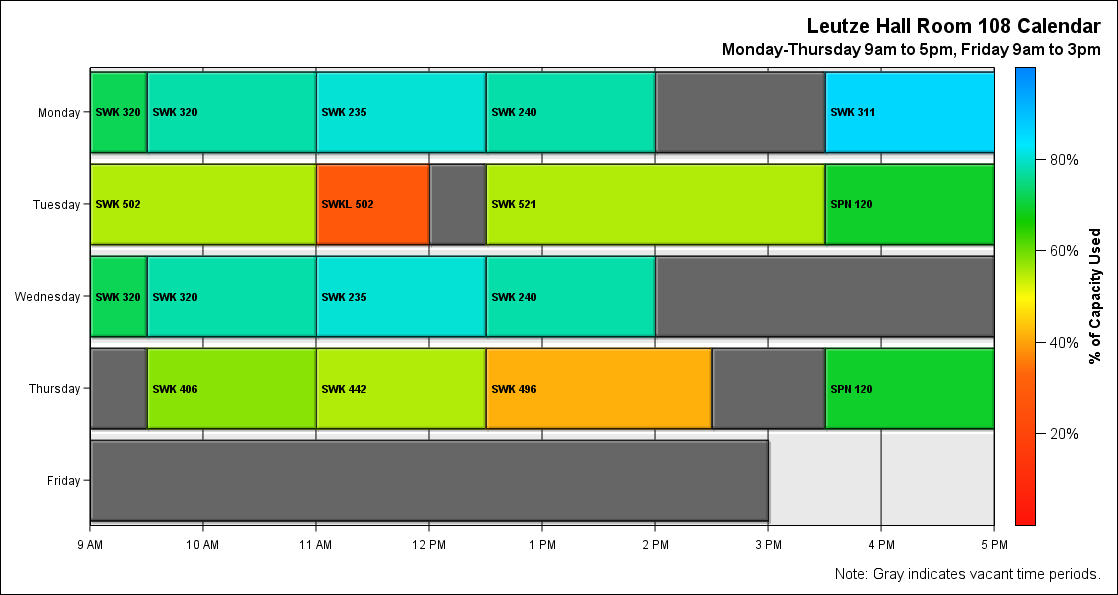 Leutze Hall Room 108 Calendar
Monday-Thursday 9am to 5pm, Friday 9am to 3pm
Monday
SWK 320 SWK 320 SWK 235 SWK 240 SWK 311
Tuesday
SWK 502 SWKL 502 SWK 521 SPN 120
Wednesday
SWK 320 SWK 320 SWK 235 SWK 240
Thursday
SWK 406 SWK 442 SWK 496 SPN 120
Friday
9 AM 10 AM 11 AM 12 PM 1 PM 2 PM 3 PM 4 PM 5 PM
80%
60%
40%
20%
% of Capacity Used
Note: Gray indicates vacant time periods.